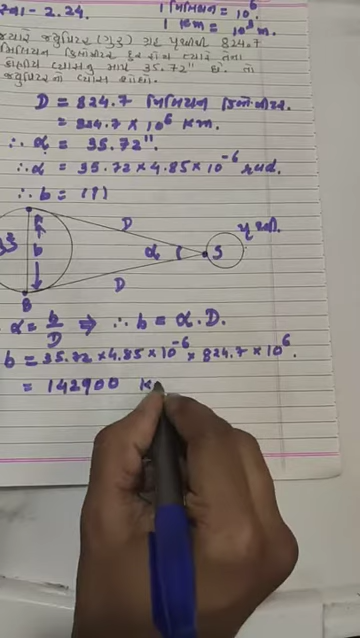 - 2.24.
1 મિલિયન = 10⁶
1 km = 10³ m
જ્યારે જ્યુપિટર (ગુરુ) ગ્રહ પૃથ્વીથી 824.7
મિલિયન કિલોમીટર દૂર હોય ત્યારે તેના
વ્યાસનું માપ 35.72" છે. તો
જ્યુપિટરનો વ્યાસ શોધો.
D = 824.7 મિલિયન કિલોમીટર.
= 824.7 × 10⁶ km.
∴ α = 35.72".
∴ α = 35.72 × 4.85 × 10⁻⁶ rad.
∴ b = (?)
A
D
પૃથ્વી.
b
α
S
D
B
α = b/D ⇒ ∴ b = α.D.
b = 35.72 × 4.85 × 10⁻⁶ × 824.7 × 10⁶.
= 142900 K